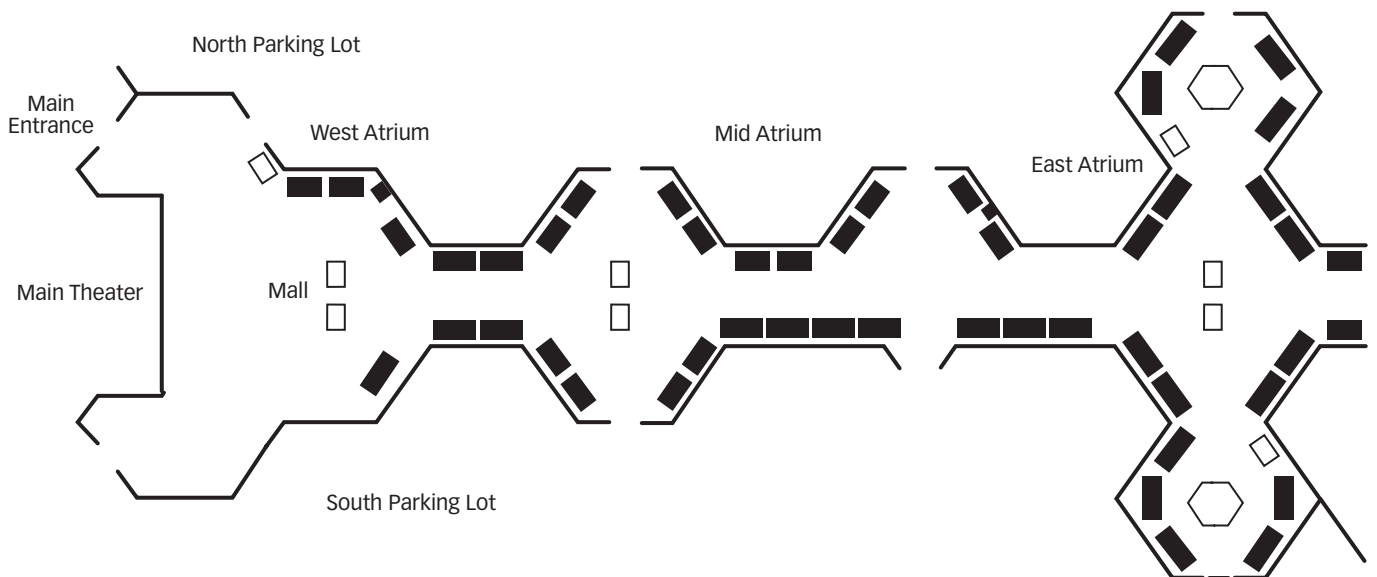 North Parking Lot
Main
Entrance
West Atrium
Mid Atrium
East Atrium
Main Theater
Mall
South Parking Lot